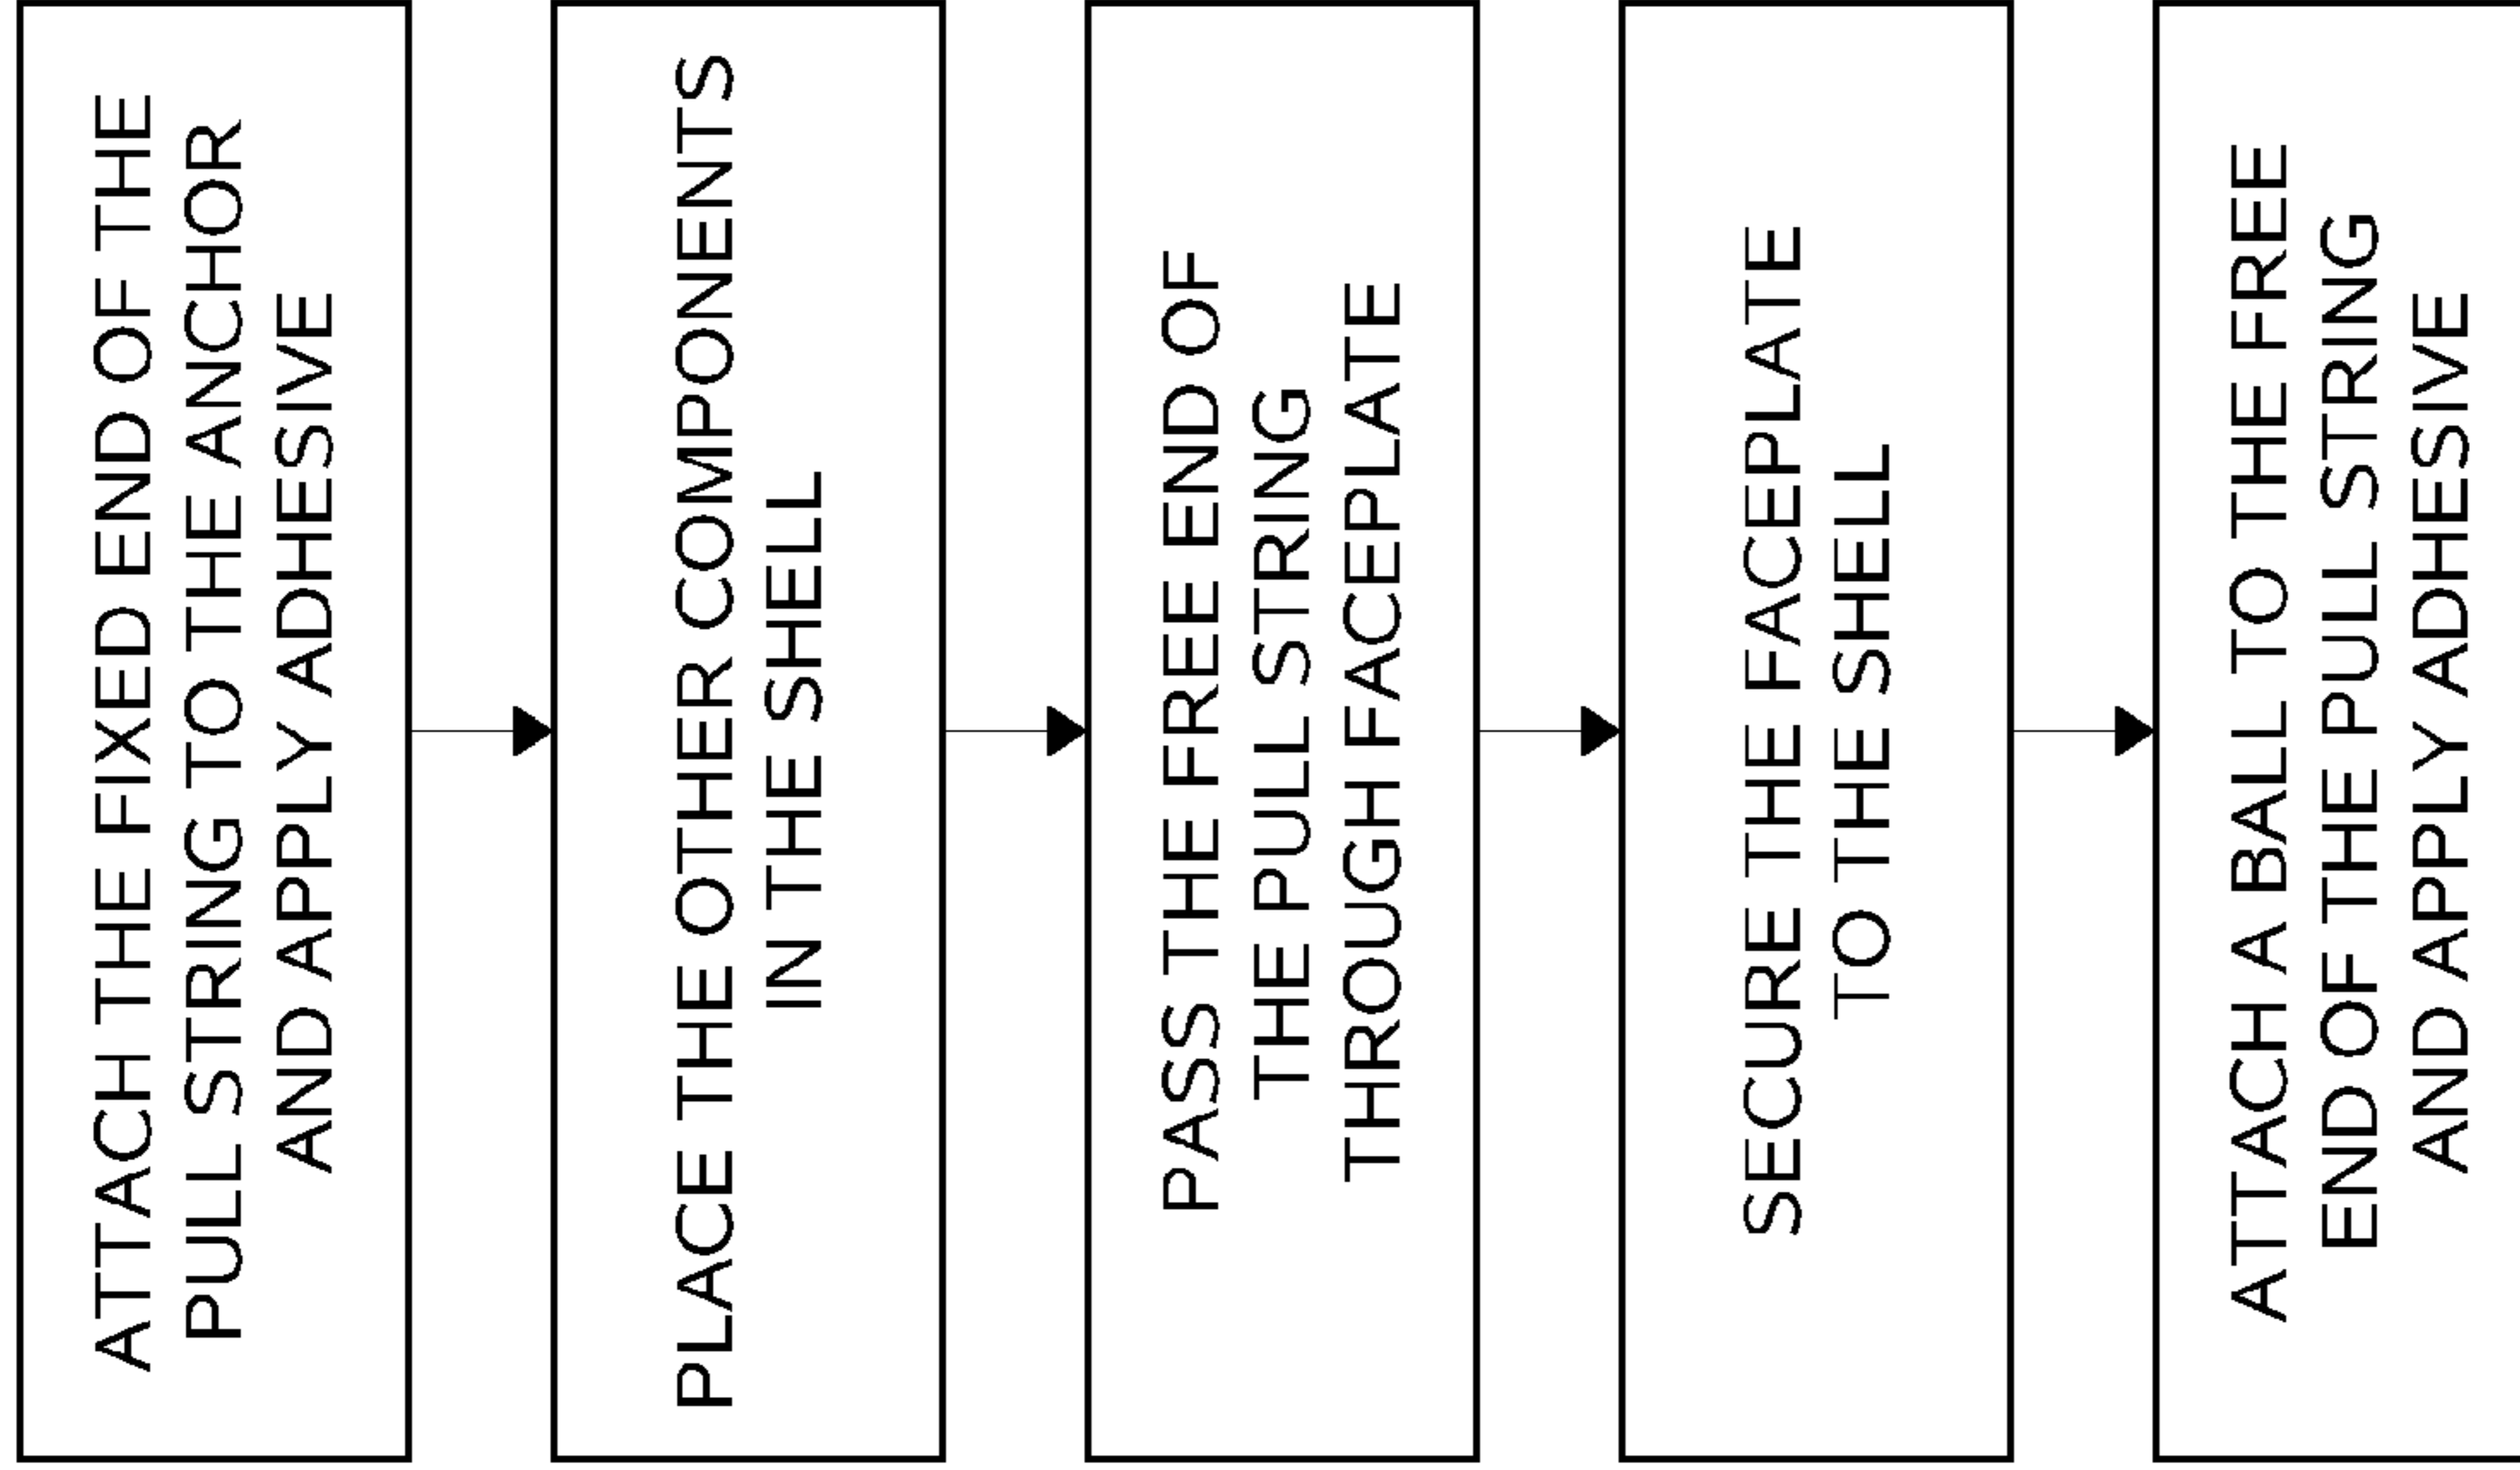 ATTACH THE FIXED END OF THE
PULL STRING TO THE ANCHOR
AND APPLY ADHESIVE
PLACE THE OTHER COMPONENTS
IN THE SHELL
PASS THE FREE END OF
THE PULL STRING
THROUGH FACEPLATE
SECURE THE FACEPLATE
TO THE SHELL
ATTACH A BALL TO THE FREE
END OF THE PULL STRING
AND APPLY ADHESIVE